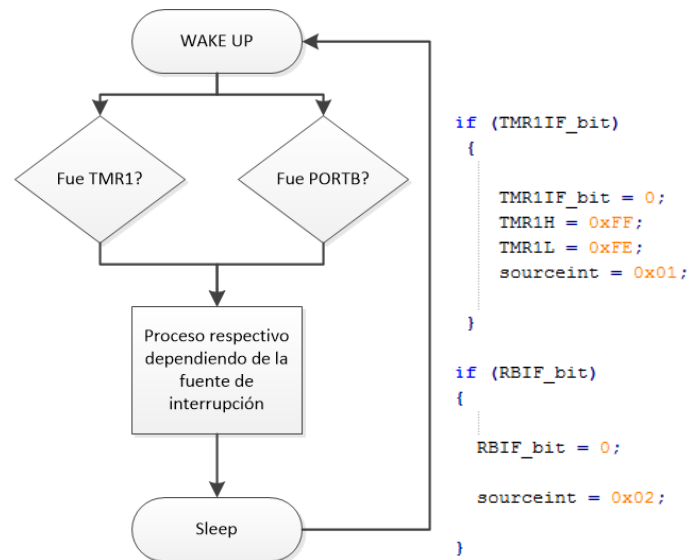 WAKE UP
Fue TMR1?
Fue PORTB?
Proceso respectivo
dependiendo de la
fuente de
interrupción
Sleep
if (TMR1IF_bit)
{
TMR1IF_bit = 0;
TMR1H = 0xFF;
TMR1L = 0xFE;
sourceint = 0x01;
}
if (RBIF_bit)
{
RBIF_bit = 0;
sourceint = 0x02;
}